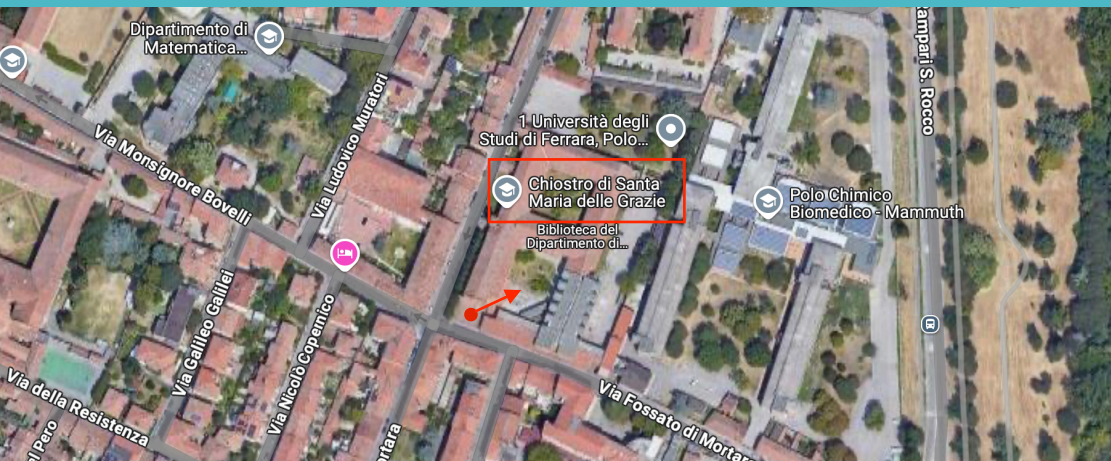 Dipartimento di
Matematica...
Via Ludovico Muratori
Rampari S. Rocco
1 Università degli
Studi di Ferrara, Polo...
Via Monsignore Bovelli
Chiostro di Santa
Maria delle Grazie
Polo Chimico
Biomedico - Mammuth
Biblioteca del
Dipartimento di...
Via Galileo Galilei
Via Nicolò Copernico
Via della Resistenza
Via Fossato di Mortara